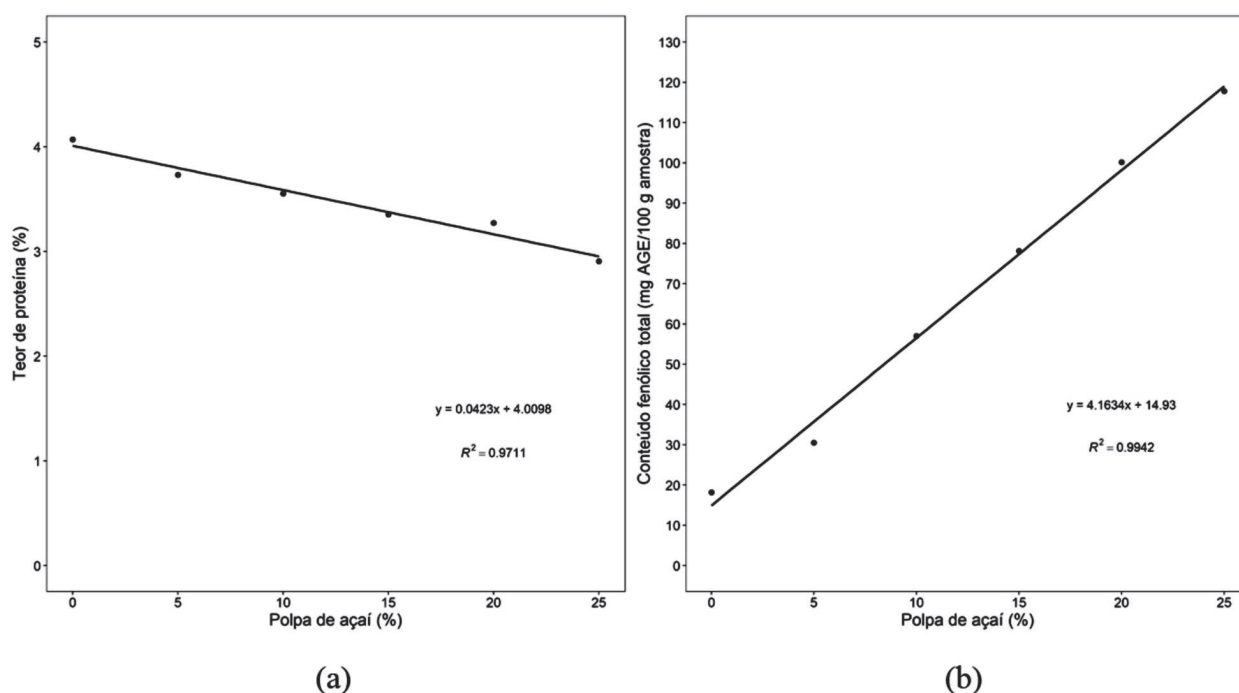 5
4
3
2
1
0
Teor de proteína (%)
y = 0.0423x + 4.0098
R² = 0.9711
0 5 10 15 20 25
Polpa de açaí (%)
(a)
130
120
110
100
90
80
70
60
50
40
30
20
10
0
Conteúdo fenólico total (mg AGE/100 g amostra)
y = 4.1634x + 14.93
R² = 0.9942
0 5 10 15 20 25
Polpa de açaí (%)
(b)